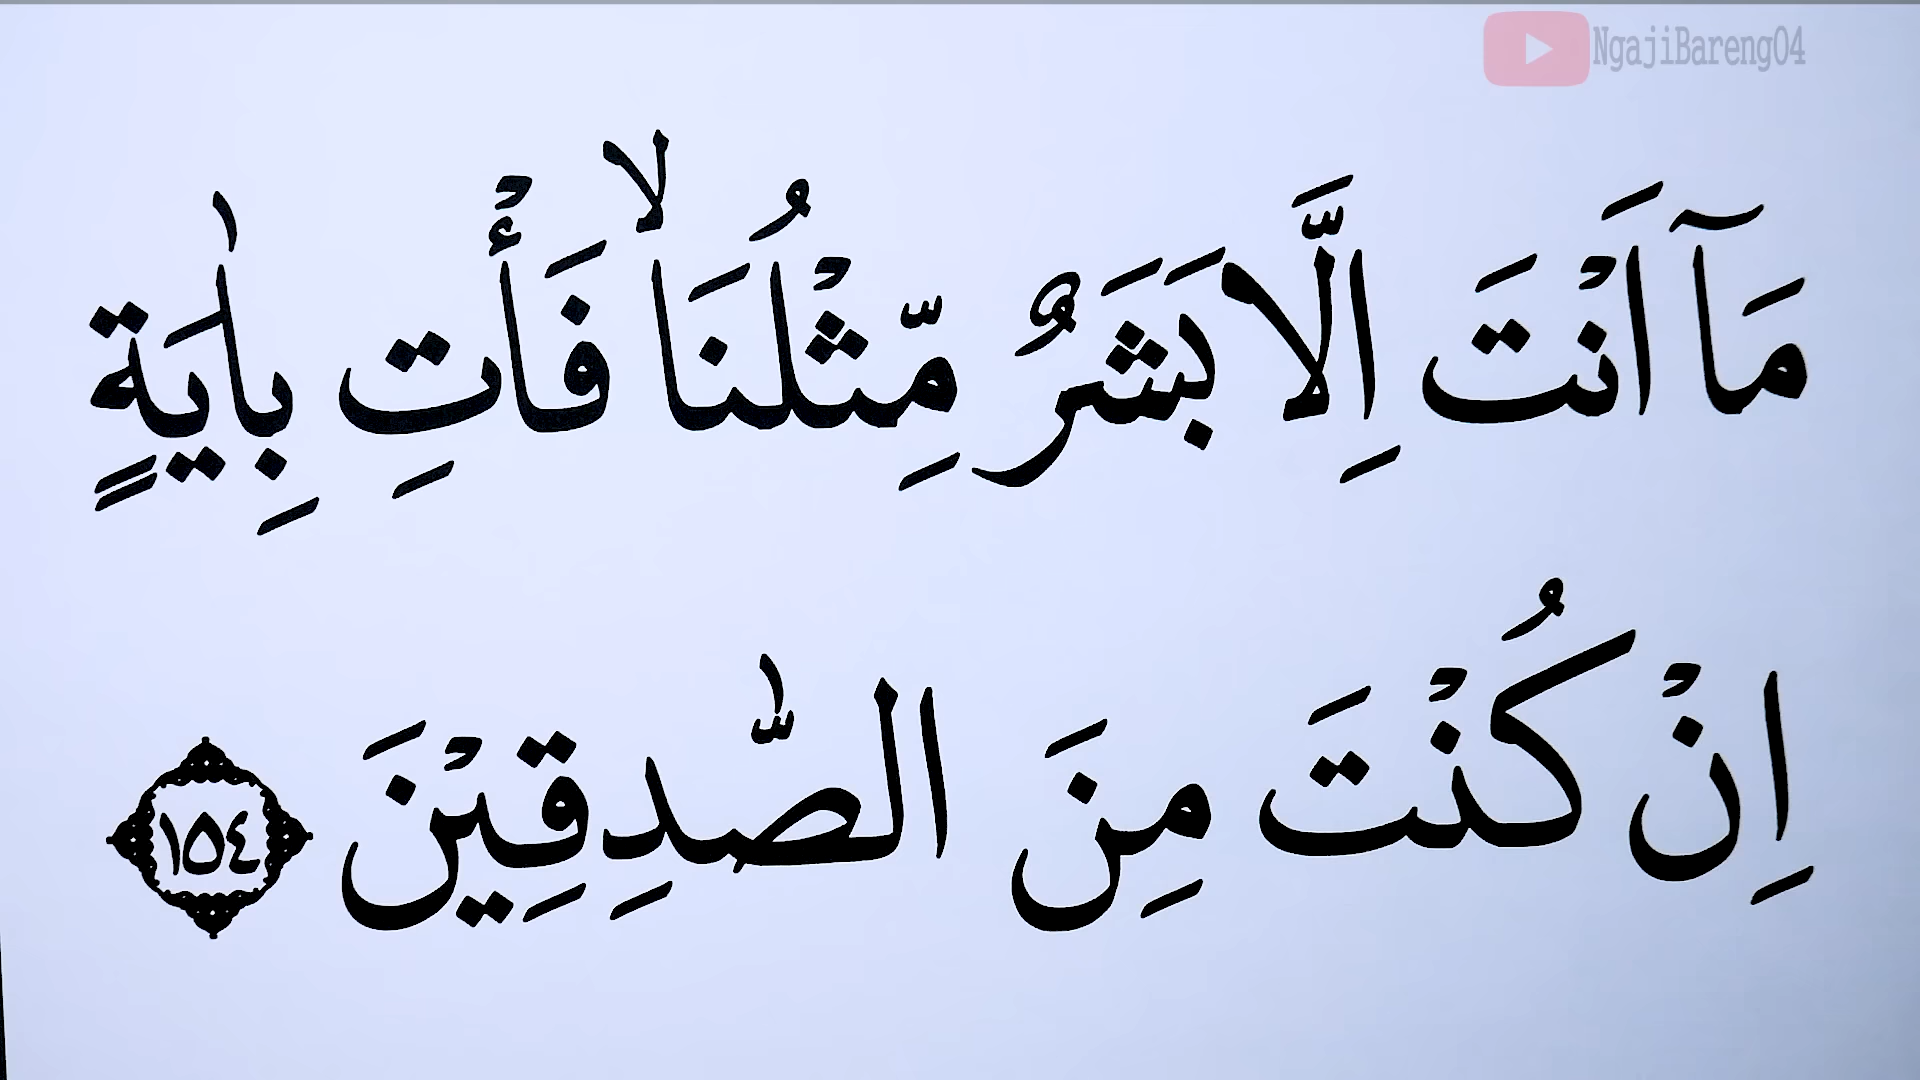 NgajiBareng04
مَآ اَنْتَ اِلَّا بَشَرٌ مِّثْلُنَاۙ فَأْتِ بِاٰيَةٍ
اِنْ كُنْتَ مِنَ الصّٰدِقِيْنَ ١٥٤